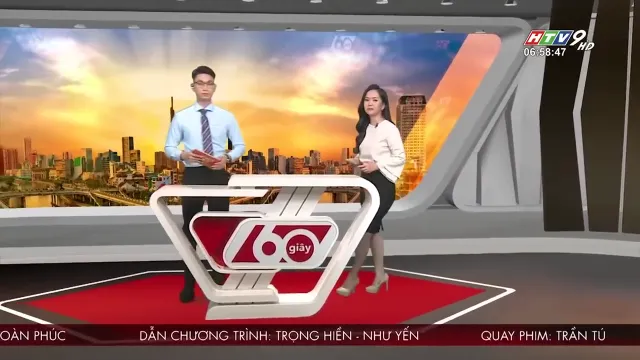 HTV9
HD
06:58:47
60
giây
OÀN PHÚC DẪN CHƯƠNG TRÌNH: TRỌNG HIỀN - NHƯ YẾN QUAY PHIM: TRẦN TÚ